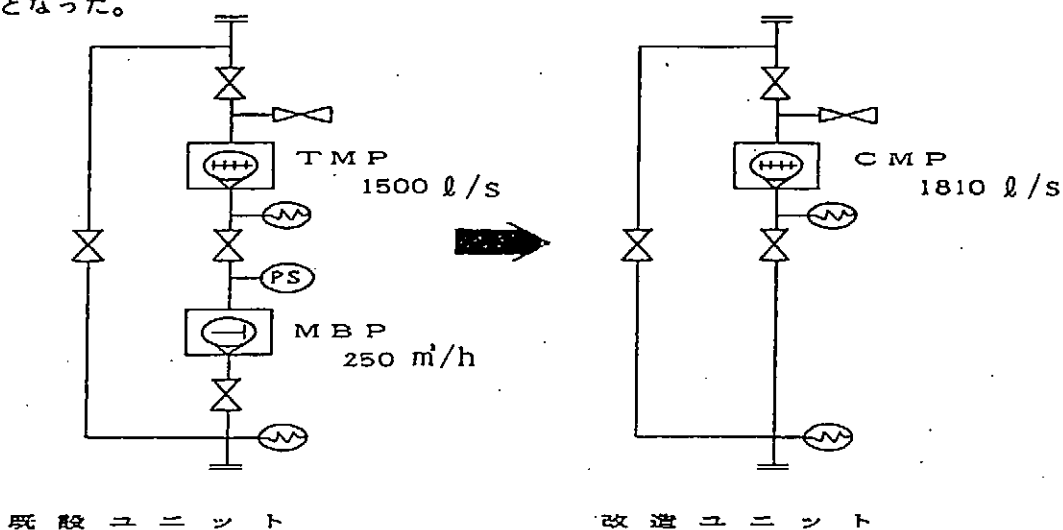 となった。
TMP
1500 ℓ/s
PS
MBP
250 m³/h
CMP
1810 ℓ/s
既設ユニット
改造ユニット